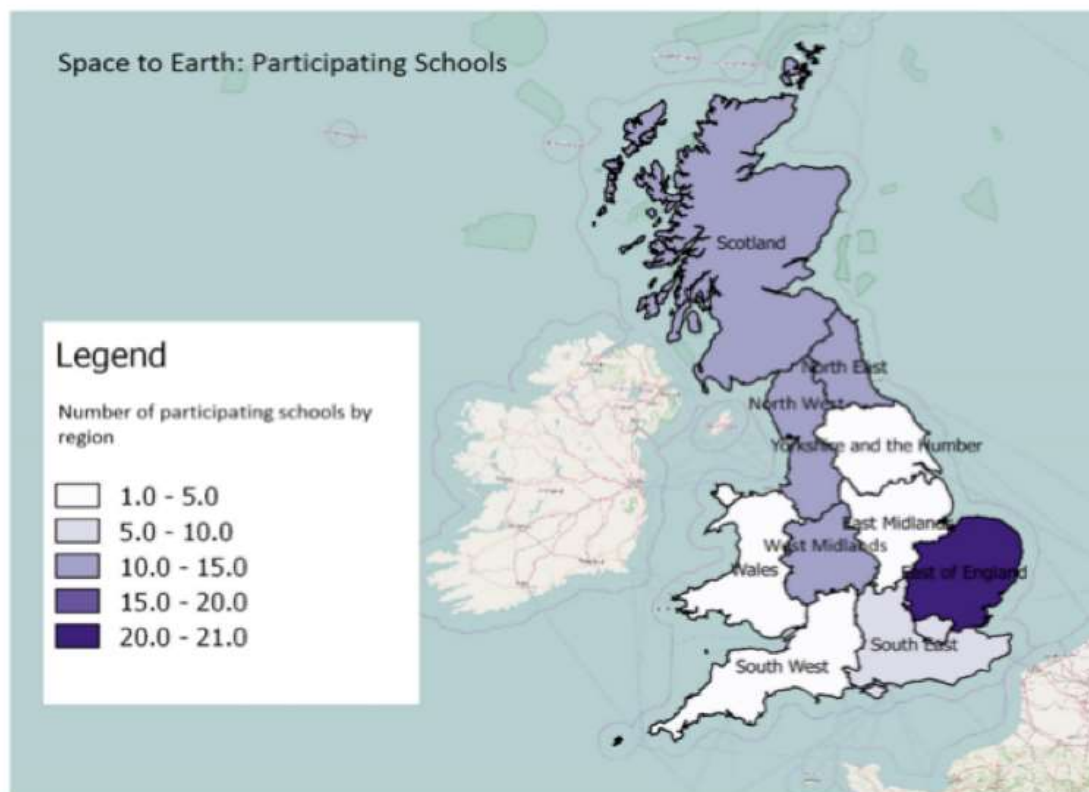 Space to Earth: Participating Schools
Scotland
North East
North West
Yorkshire and the Humber
East Midlands
West Midlands
Wales
East of England
South East
South West
Legend
Number of participating schools by
region
1.0 - 5.0
5.0 - 10.0
10.0 - 15.0
15.0 - 20.0
20.0 - 21.0